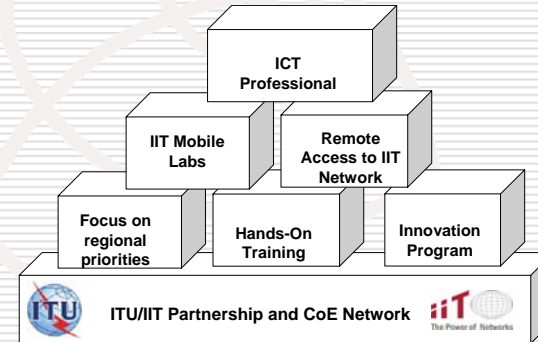 ICT
Professional
IIT Mobile
Labs
Remote
Access to IIT
Network
Focus on
regional
priorities
Hands-On
Training
Innovation
Program
ITU
ITU/IIT Partnership and CoE Network
iiT
The Power of Networks